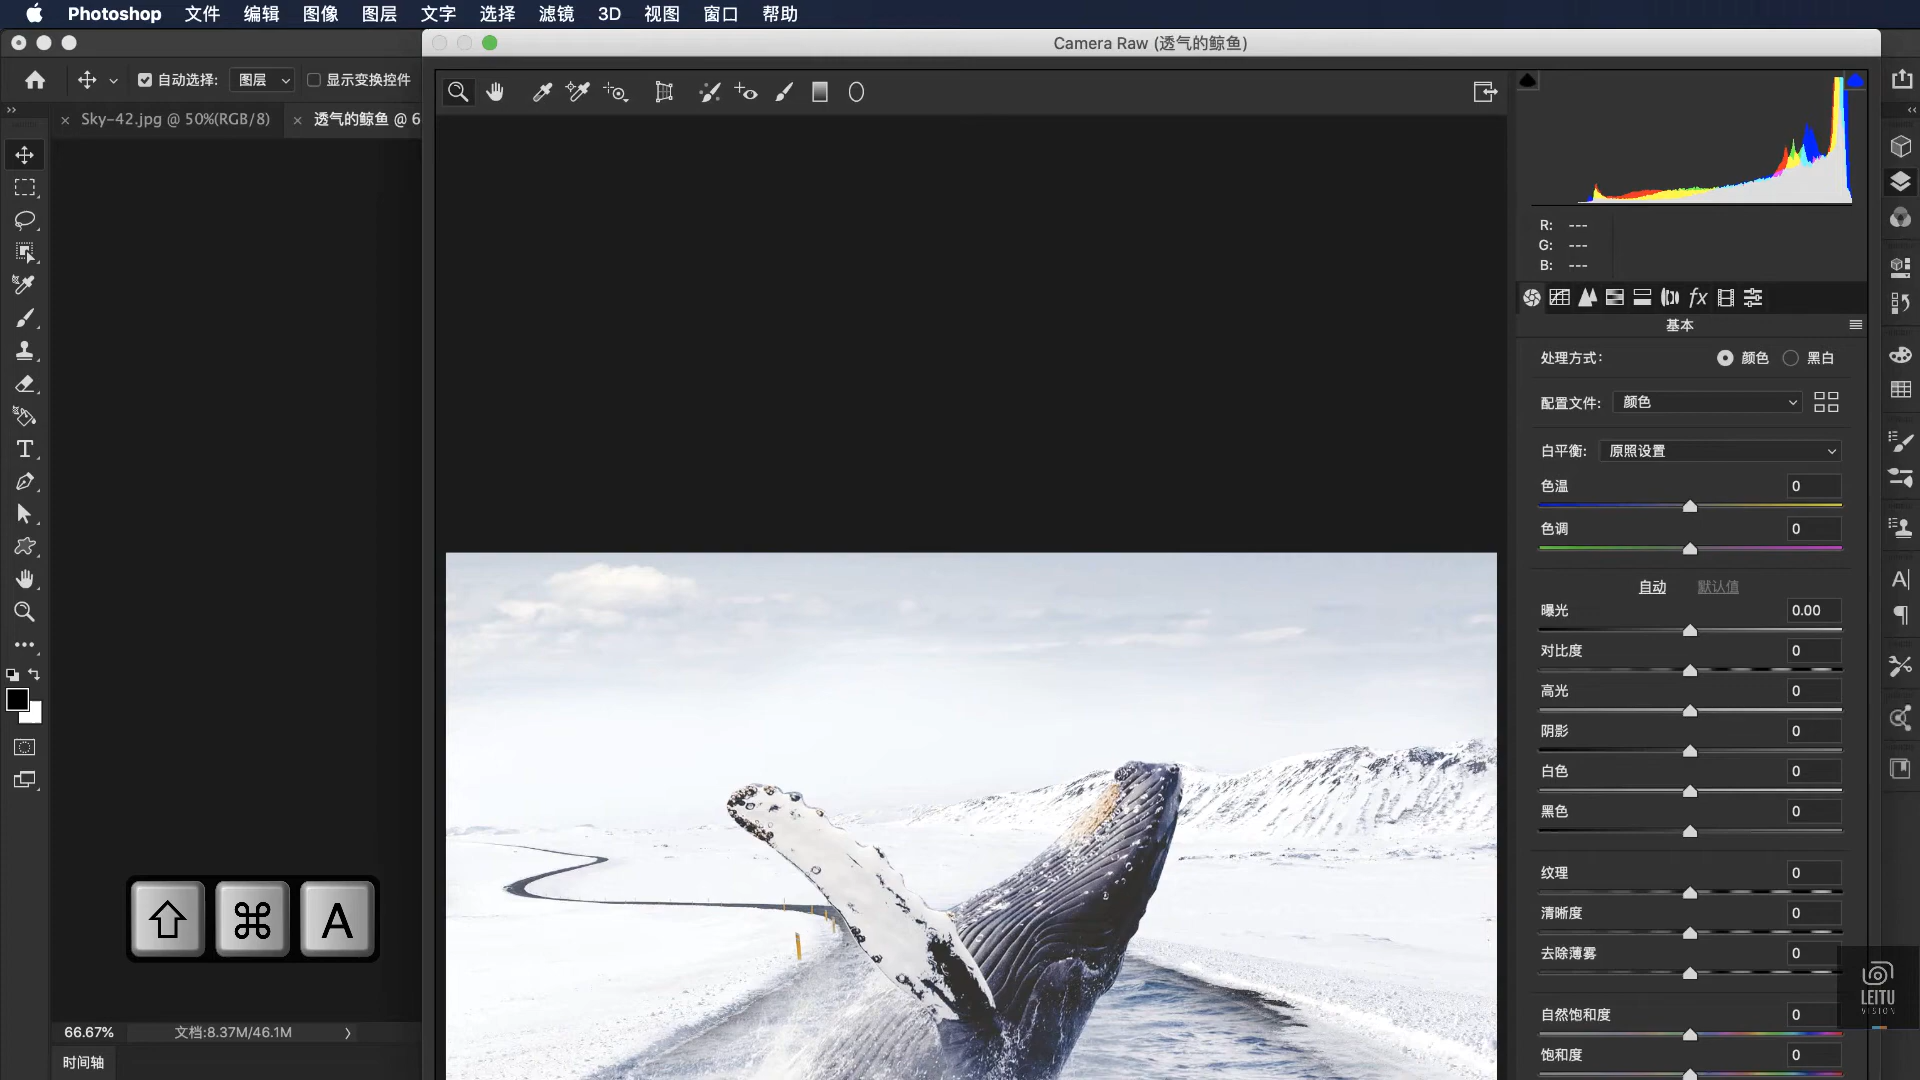 Photoshop 文件 编辑 图像 图层 文字 选择 滤镜 3D 视图 窗口 帮助
Camera Raw (透气的鲸鱼)
自动选择: 图层 显示变换控件
Sky-42.jpg @ 50%(RGB/8) 透气的鲸鱼 @ 6
R: ---
G: ---
B: ---
fx
基本
处理方式: 颜色 黑白
配置文件: 颜色
白平衡: 原照设置
色温 0
色调 0
自动 默认值
曝光 0.00
对比度 0
高光 0
阴影 0
白色 0
黑色 0
纹理 0
清晰度 0
去除薄雾 0
自然饱和度 0
饱和度 0
⇧ ⌘ A
66.67% 文档:8.37M/46.1M
时间轴
LEITU
VISION